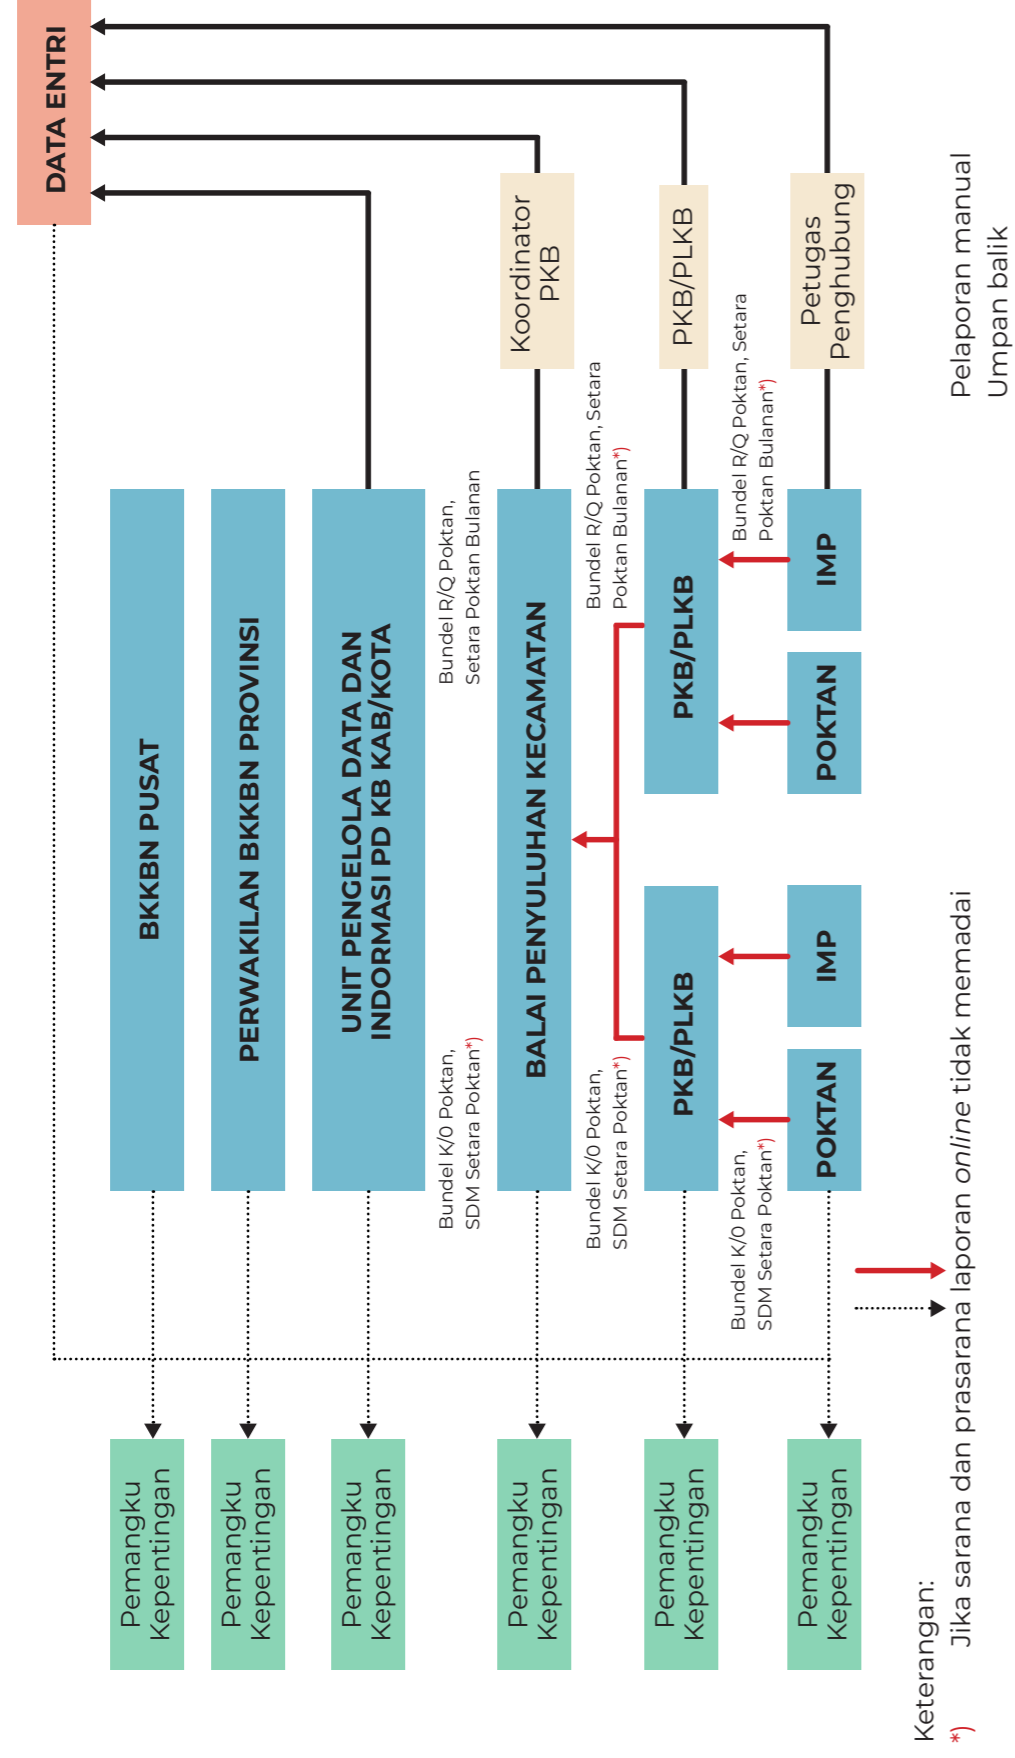 DATA ENTRI
BKKBN PUSAT
Pemangku
Kepentingan
PERWAKILAN BKKBN PROVINSI
Pemangku
Kepentingan
UNIT PENGELOLA DATA DAN
INDORMASI PD KB KAB/KOTA
Pemangku
Kepentingan
Bundel K/0 Poktan,
SDM Setara Poktan*)
Bundel R/Q Poktan,
Setara Poktan Bulanan
Pemangku
Kepentingan
BALAI PENYULUHAN KECAMATAN
Koordinator
PKB
Bundel K/0 Poktan,
SDM Setara Poktan*)
Bundel R/Q Poktan, Setara
Poktan Bulanan*)
Pemangku
Kepentingan
PKB/PLKB
PKB/PLKB
PKB/PLKB
Bundel K/0 Poktan,
SDM Setara Poktan*)
Bundel R/Q Poktan, Setara
Poktan Bulanan*)
Pemangku
Kepentingan
POKTAN
IMP
POKTAN
IMP
Petugas
Penghubung
Keterangan:
*) Jika sarana dan prasarana laporan online tidak memadai
Pelaporan manual
Umpan balik